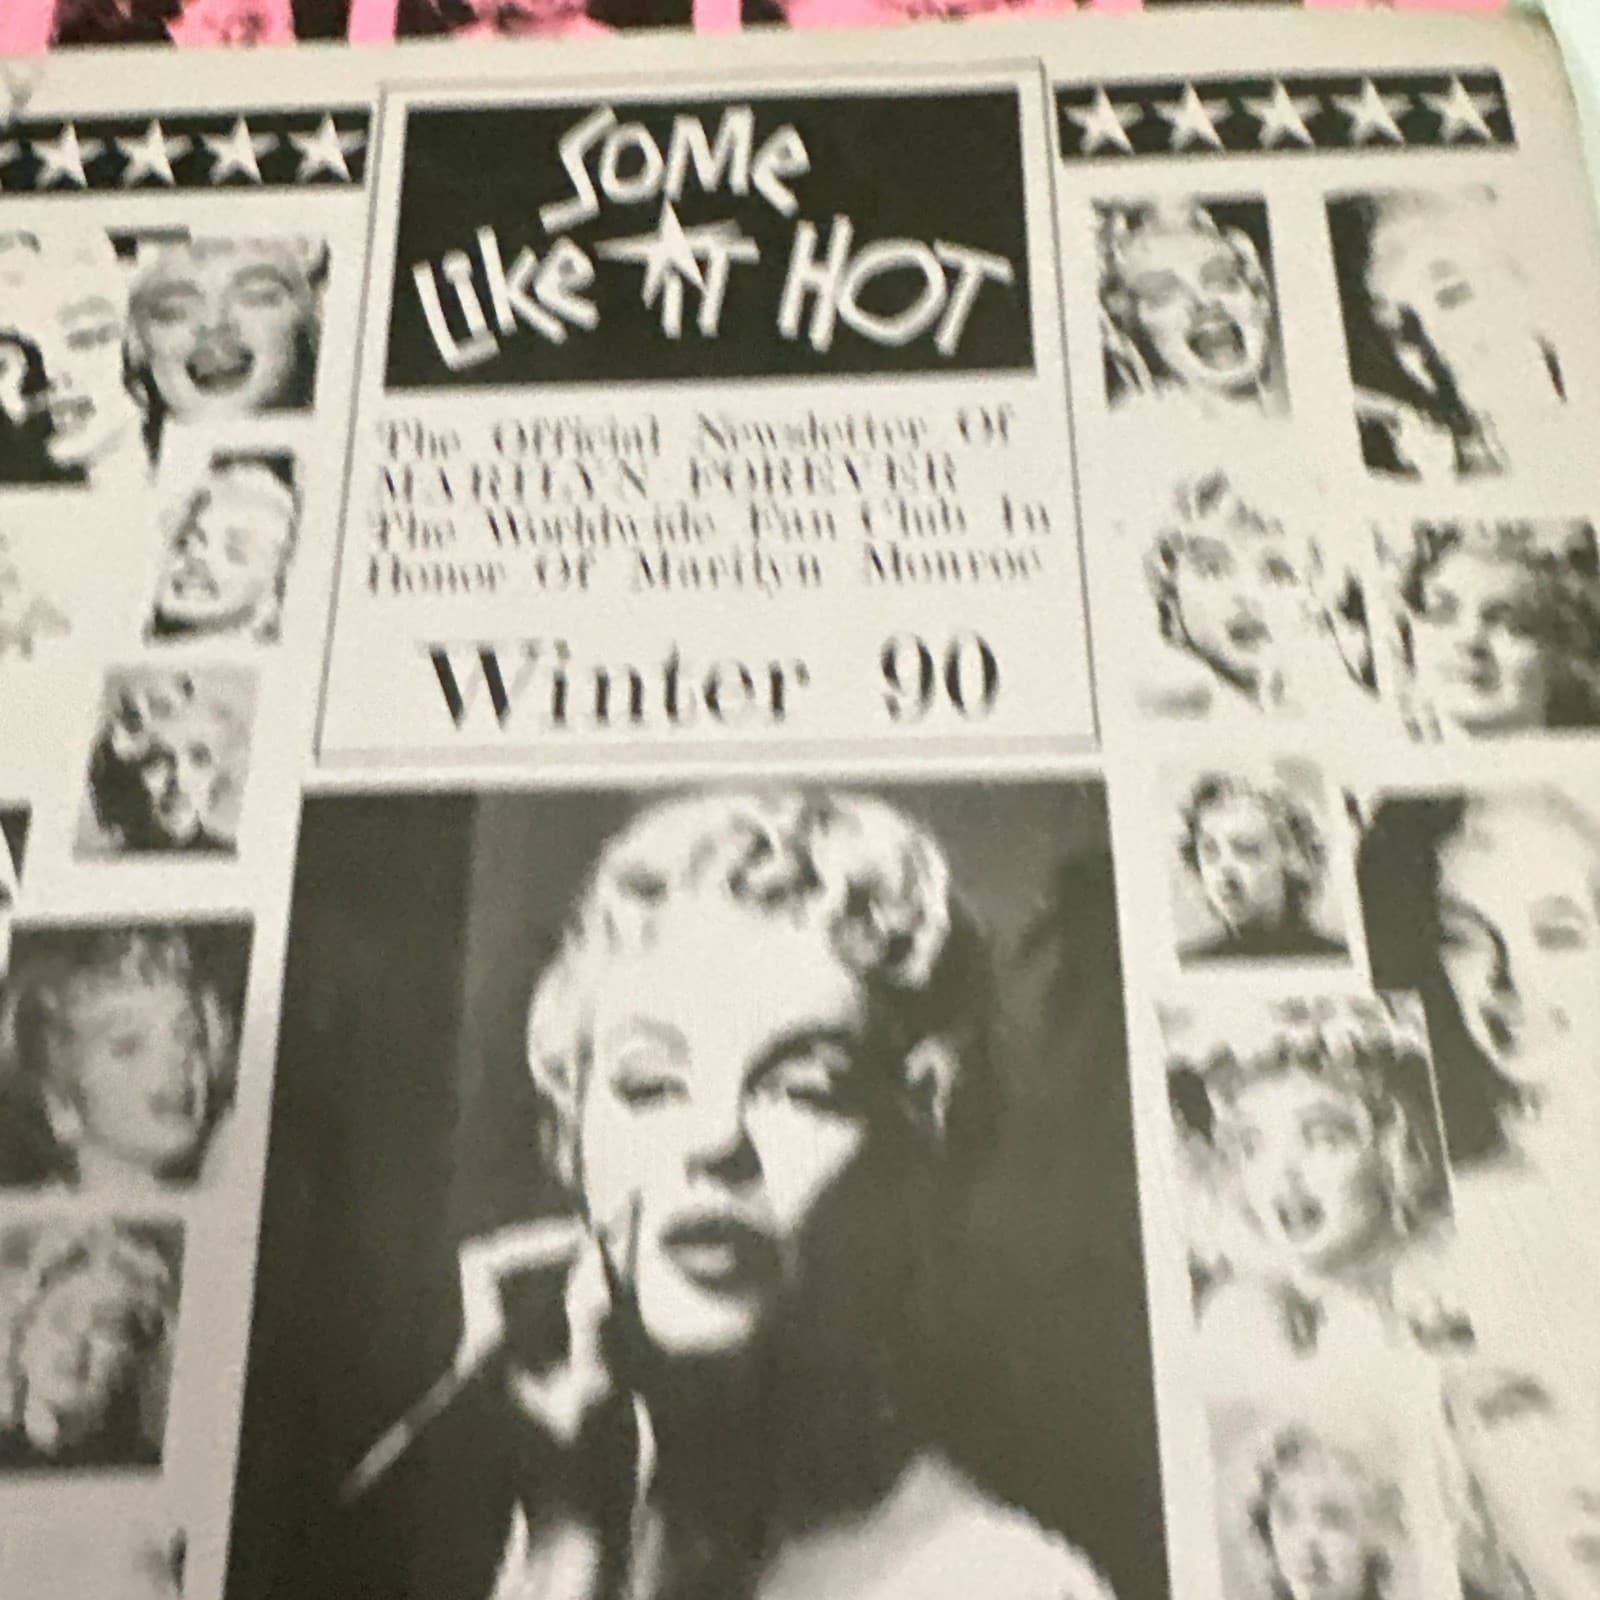 SOMe
Like IT HOT
The Official Newsletter Of
MARILYN FOREVER
The Worldwide Fan Club In
Honor Of Marilyn Monroe
Winter 90